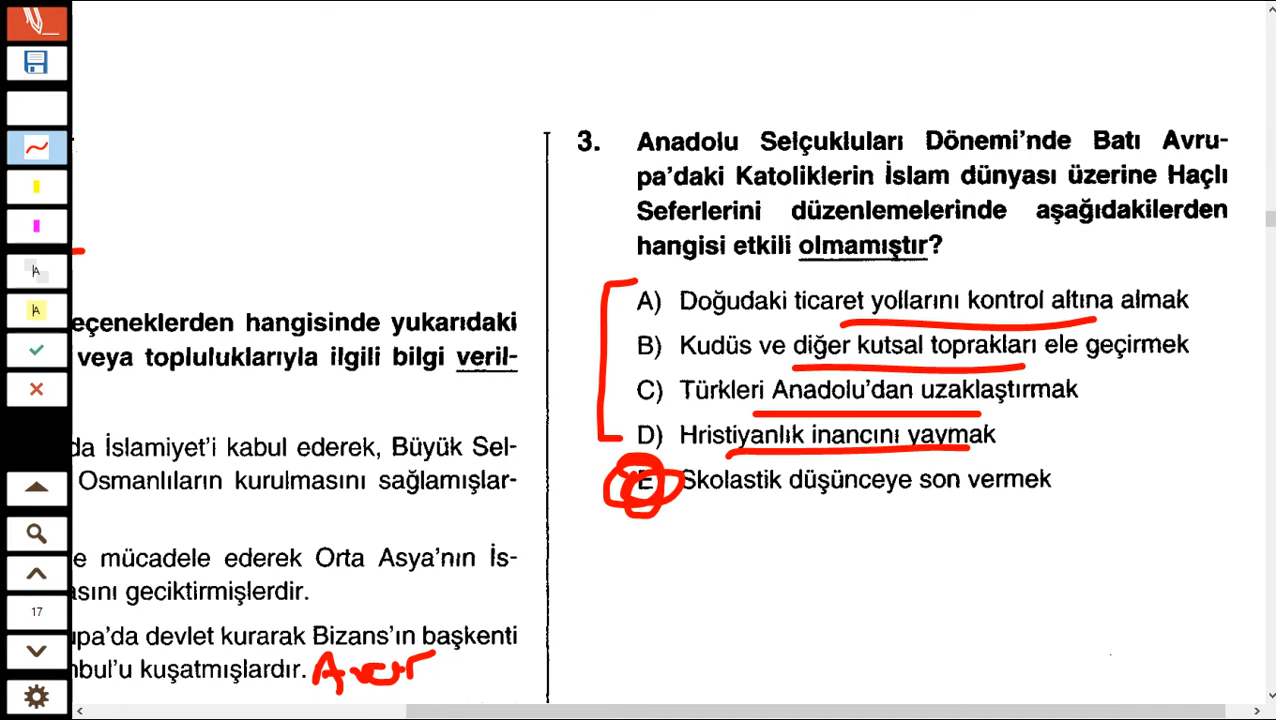 eçeneklerden hangisinde yukarıdaki
veya topluluklarıyla ilgili bilgi veril-
da İslamiyet'i kabul ederek, Büyük Sel-
Osmanlıların kurulmasını sağlamışlar-
e mücadele ederek Orta Asya'nın İs-
asını geciktirmişlerdir.
upa'da devlet kurarak Bizans'ın başkenti
nbul'u kuşatmışlardır. Avar
3. Anadolu Selçukluları Dönemi'nde Batı Avru-
pa'daki Katoliklerin İslam dünyası üzerine Haçlı
Seferlerini düzenlemelerinde aşağıdakilerden
hangisi etkili olmamıştır?
A) Doğudaki ticaret yollarını kontrol altına almak
B) Kudüs ve diğer kutsal toprakları ele geçirmek
C) Türkleri Anadolu'dan uzaklaştırmak
D) Hristiyanlık inancını yaymak
E) Skolastik düşünceye son vermek
A
A
17